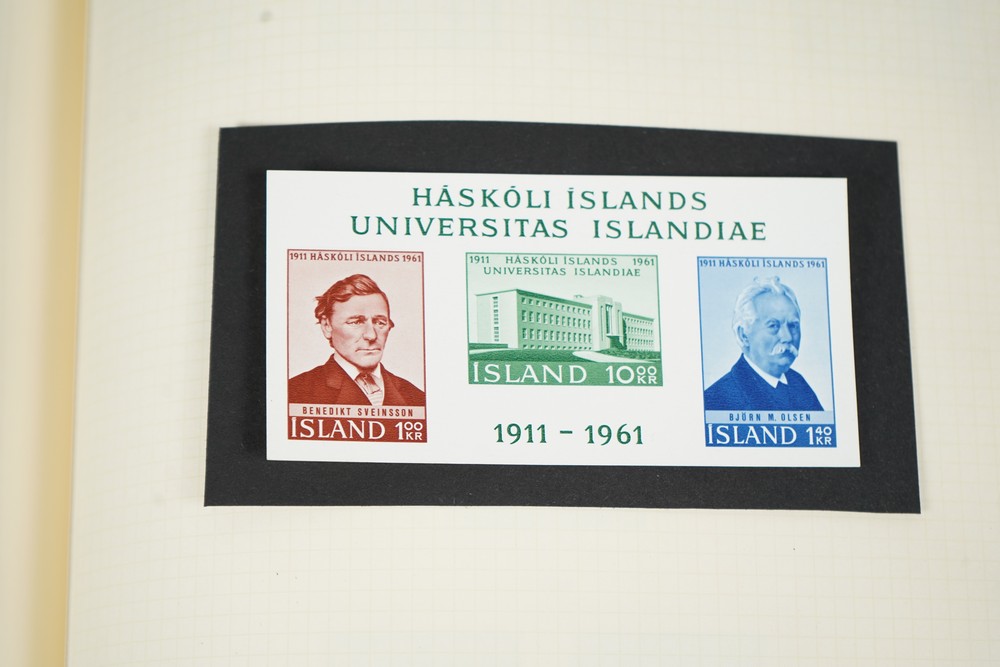 HÁSKÓLI ÍSLANDS
UNIVERSITAS ISLANDIAE
1911 HÁSKÓLI ÍSLANDS 1961
BENEDIKT SVEINSSON
ÍSLAND 1 00 KR
1911 HÁSKÓLI ÍSLANDS 1961
UNIVERSITAS ISLANDIAE
ÍSLAND 10 00 KR
1911 HÁSKÓLI ÍSLANDS 1961
BJÖRN M. OLSEN
ÍSLAND 1 40 KR
1911 - 1961